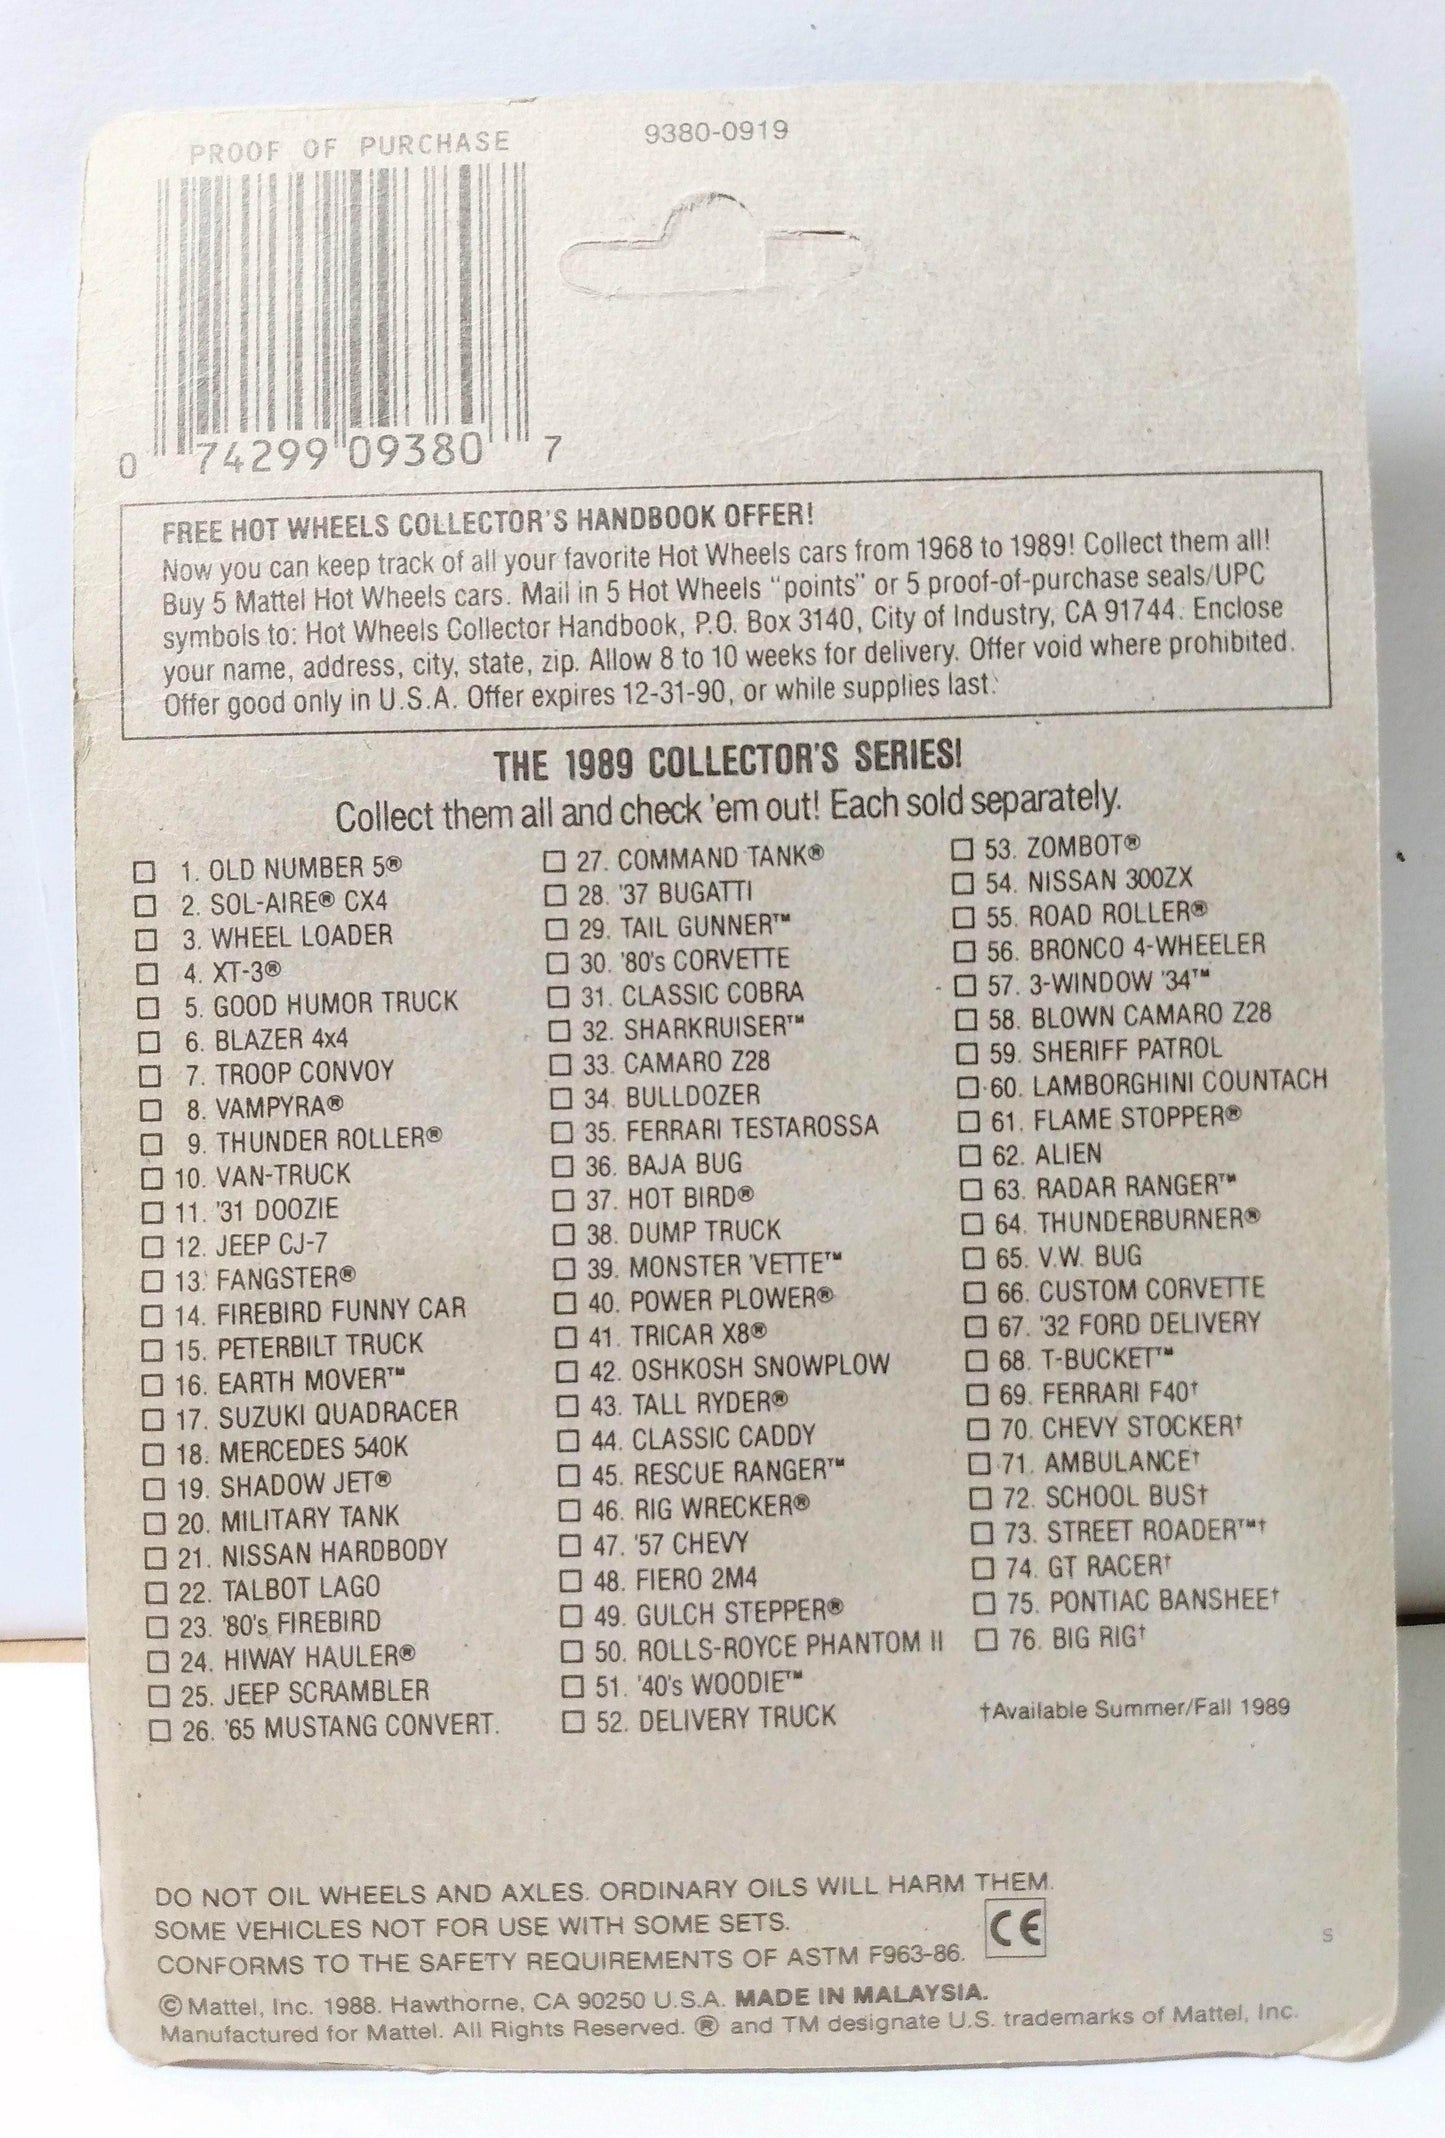 PROOF OF PURCHASE
9380-0919
0 74299 09380 7
FREE HOT WHEELS COLLECTOR'S HANDBOOK OFFER!
Now you can keep track of all your favorite Hot Wheels cars from 1968 to 1989! Collect them all!
Buy 5 Mattel Hot Wheels cars. Mail in 5 Hot Wheels "points" or 5 proof-of-purchase seals/UPC
symbols to: Hot Wheels Collector Handbook, P.O. Box 3140, City of Industry, CA 91744. Enclose
your name, address, city, state, zip. Allow 8 to 10 weeks for delivery. Offer void where prohibited.
Offer good only in U.S.A. Offer expires 12-31-90, or while supplies last.
THE 1989 COLLECTOR'S SERIES!
Collect them all and check 'em out! Each sold separately.
1. OLD NUMBER 5®
2. SOL-AIRE® CX4
3. WHEEL LOADER
4. XT-3®
5. GOOD HUMOR TRUCK
6. BLAZER 4x4
7. TROOP CONVOY
8. VAMPYRA®
9. THUNDER ROLLER®
10. VAN-TRUCK
11. '31 DOOZIE
12. JEEP CJ-7
13. FANGSTER®
14. FIREBIRD FUNNY CAR
15. PETERBILT TRUCK
16. EARTH MOVER™
17. SUZUKI QUADRACER
18. MERCEDES 540K
19. SHADOW JET®
20. MILITARY TANK
21. NISSAN HARDBODY
22. TALBOT LAGO
23. '80's FIREBIRD
24. HIWAY HAULER®
25. JEEP SCRAMBLER
26. '65 MUSTANG CONVERT.
27. COMMAND TANK®
28. '37 BUGATTI
29. TAIL GUNNER™
30. '80's CORVETTE
31. CLASSIC COBRA
32. SHARKRUISER™
33. CAMARO Z28
34. BULLDOZER
35. FERRARI TESTAROSSA
36. BAJA BUG
37. HOT BIRD®
38. DUMP TRUCK
39. MONSTER 'VETTE™
40. POWER PLOWER®
41. TRICAR X8®
42. OSHKOSH SNOWPLOW
43. TALL RYDER®
44. CLASSIC CADDY
45. RESCUE RANGER™
46. RIG WRECKER®
47. '57 CHEVY
48. FIERO 2M4
49. GULCH STEPPER®
50. ROLLS-ROYCE PHANTOM II
51. '40's WOODIE™
52. DELIVERY TRUCK
53. ZOMBOT®
54. NISSAN 300ZX
55. ROAD ROLLER®
56. BRONCO 4-WHEELER
57. 3-WINDOW '34™
58. BLOWN CAMARO Z28
59. SHERIFF PATROL
60. LAMBORGHINI COUNTACH
61. FLAME STOPPER®
62. ALIEN
63. RADAR RANGER™
64. THUNDERBURNER®
65. V.W. BUG
66. CUSTOM CORVETTE
67. '32 FORD DELIVERY
68. T-BUCKET™
69. FERRARI F40†
70. CHEVY STOCKER†
71. AMBULANCE†
72. SCHOOL BUS†
73. STREET ROADER™†
74. GT RACER†
75. PONTIAC BANSHEE†
76. BIG RIG†
†Available Summer/Fall 1989
DO NOT OIL WHEELS AND AXLES. ORDINARY OILS WILL HARM THEM.
SOME VEHICLES NOT FOR USE WITH SOME SETS.
CONFORMS TO THE SAFETY REQUIREMENTS OF ASTM F963-86.
CE
S
© Mattel, Inc. 1988. Hawthorne, CA 90250 U.S.A. MADE IN MALAYSIA.
Manufactured for Mattel. All Rights Reserved. ® and TM designate U.S. trademarks of Mattel, Inc.